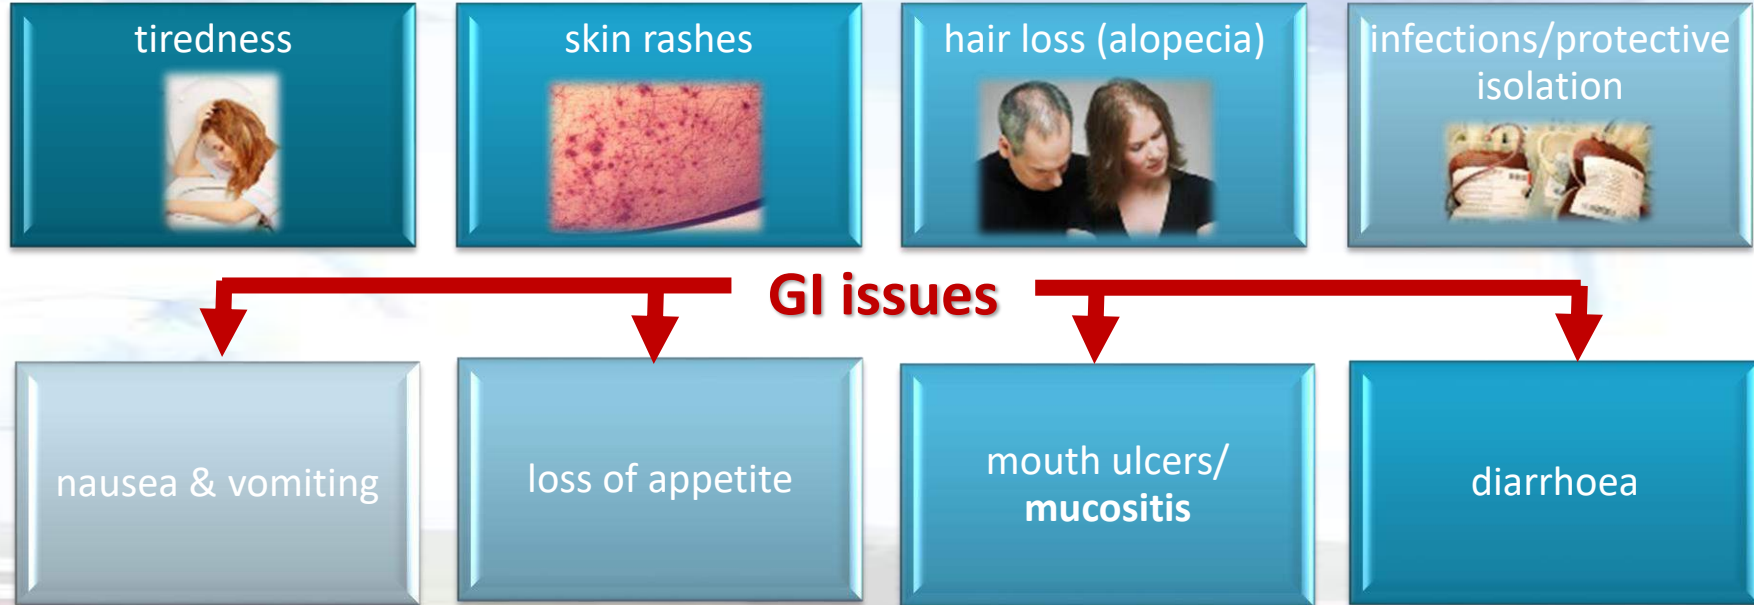 tiredness
skin rashes
hair loss (alopecia)
infections/protective
isolation
GI issues
nausea & vomiting
loss of appetite
mouth ulcers/
mucositis
diarrhoea